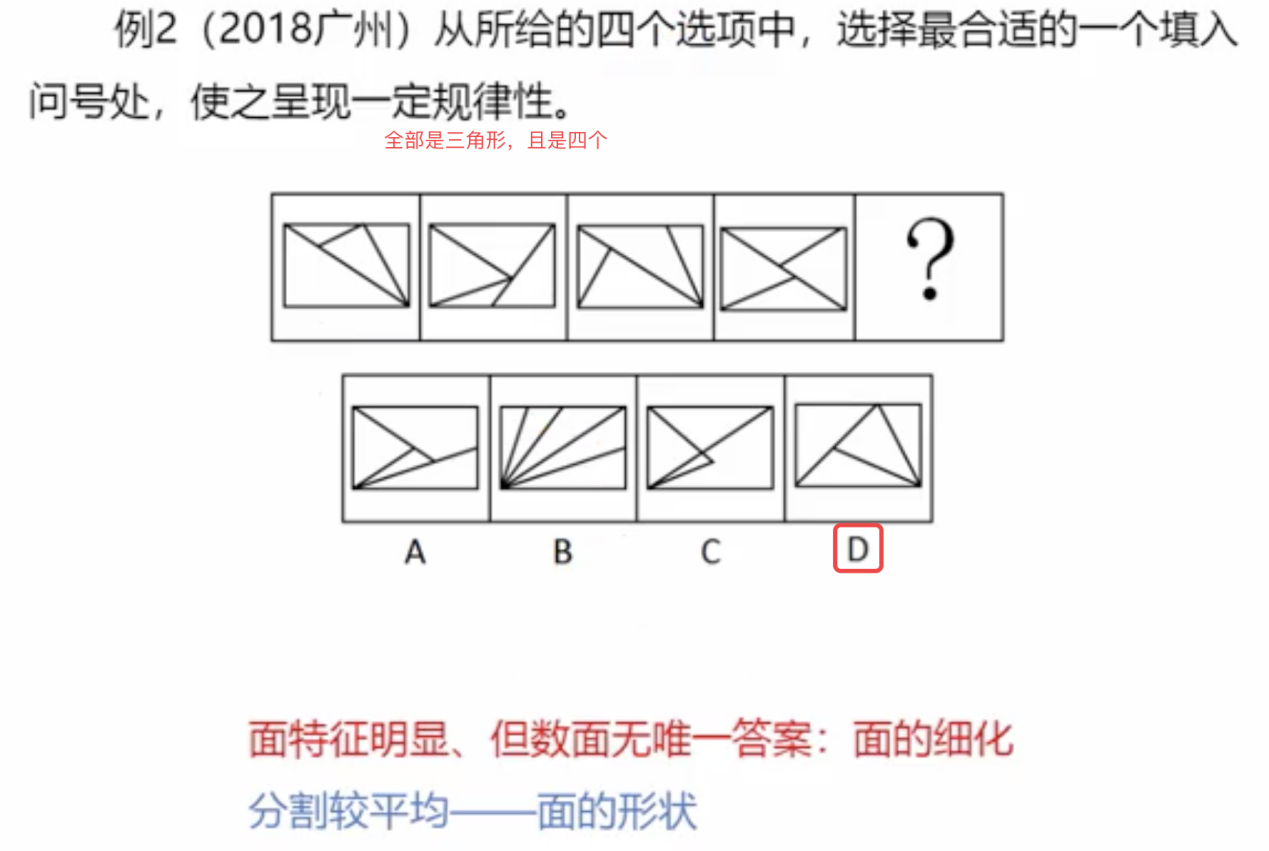 例2（2018广州）从所给的四个选项中，选择最合适的一个填入
问号处，使之呈现一定规律性。
全部是三角形，且是四个
?
A B C D
面特征明显、但数面无唯一答案：面的细化
分割较平均——面的形状